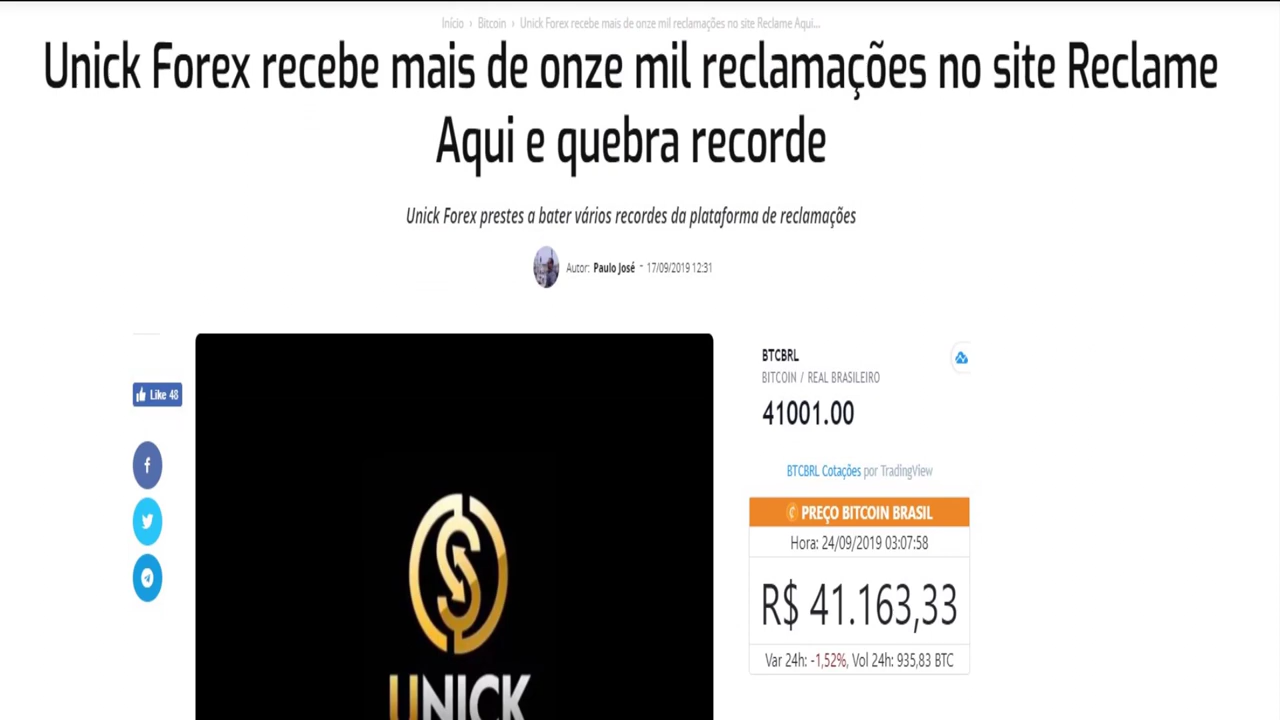 Início › Bitcoin › Unick Forex recebe mais de onze mil reclamações no site Reclame Aqui...
Unick Forex recebe mais de onze mil reclamações no site Reclame
Aqui e quebra recorde
Unick Forex prestes a bater vários recordes da plataforma de reclamações
Autor: Paulo José - 17/09/2019 12:31
Like 48
UNICK
BTCBRL
BITCOIN / REAL BRASILEIRO
41001.00
BTCBRL Cotações por TradingView
PREÇO BITCOIN BRASIL
Hora: 24/09/2019 03:07:58
R$ 41.163,33
Var 24h: -1,52%, Vol 24h: 935,83 BTC